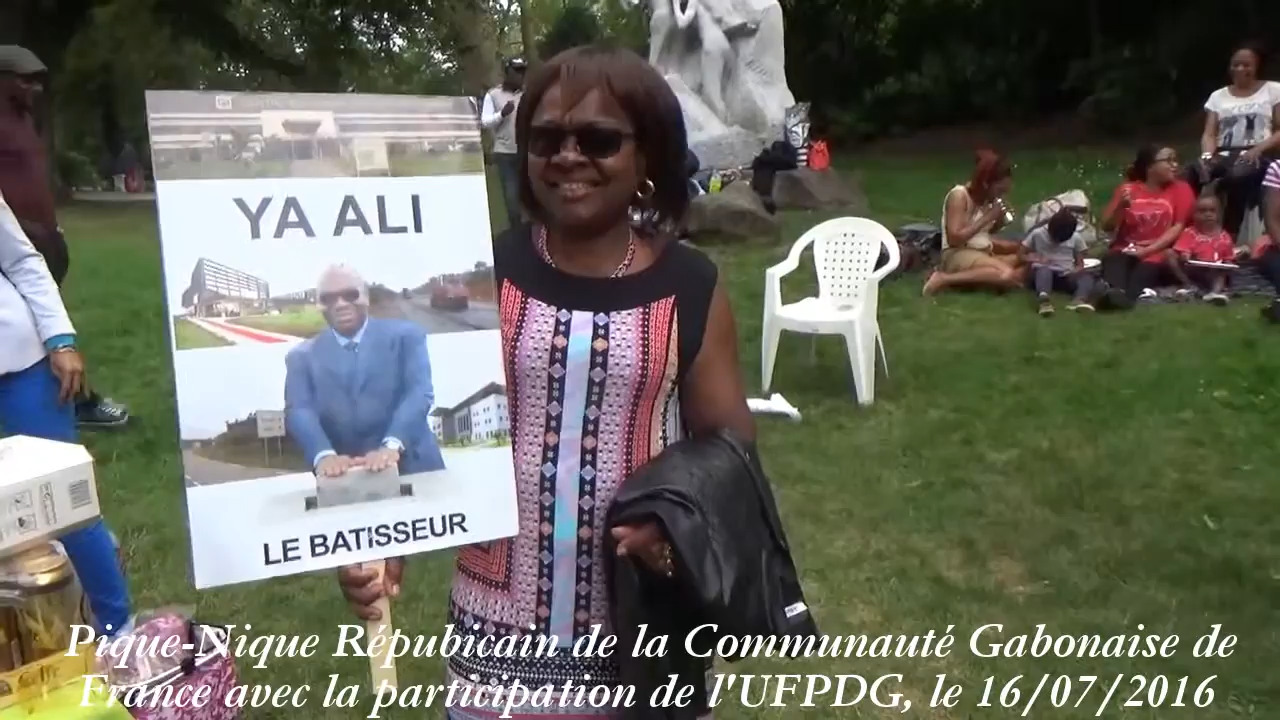 YA ALI
LE BATISSEUR
Pique-Nique Répubicain de la Communauté Gabonaise de
France avec la participation de l'UFPDG, le 16/07/2016